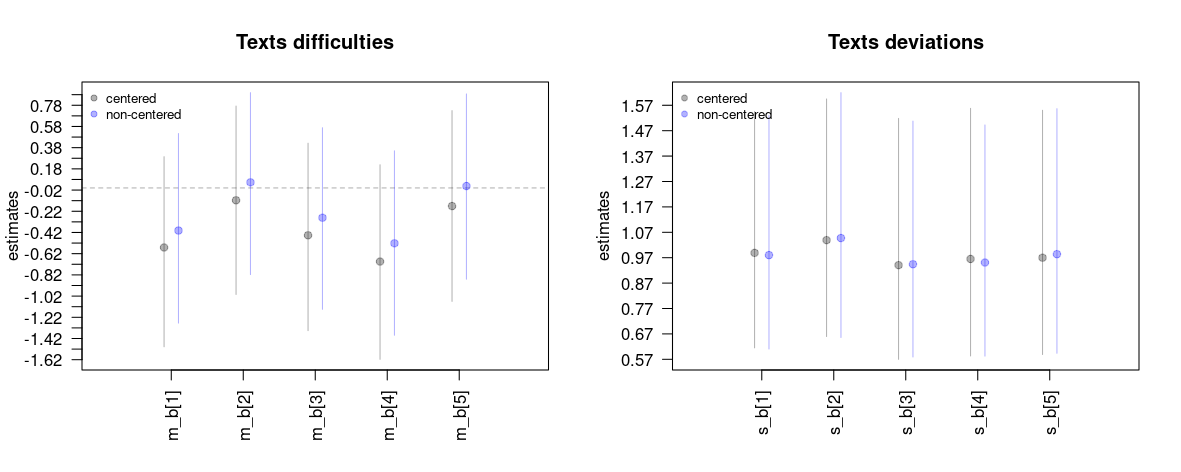 Texts difficulties
centered
non-centered
estimates
0.78
0.58
0.38
0.18
-0.02
-0.22
-0.42
-0.62
-0.82
-1.02
-1.22
-1.42
-1.62
m_b[1]
m_b[2]
m_b[3]
m_b[4]
m_b[5]
Texts deviations
centered
non-centered
estimates
1.57
1.47
1.37
1.27
1.17
1.07
0.97
0.87
0.77
0.67
0.57
s_b[1]
s_b[2]
s_b[3]
s_b[4]
s_b[5]